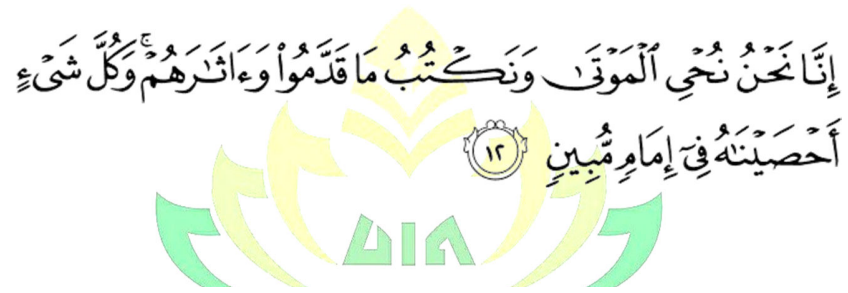 إِنَّا نَحْنُ نُحْيِ ٱلْمَوْتَىٰ وَنَكْتُبُ مَا قَدَّمُوا۟ وَءَاثَـٰرَهُمْ ۚ وَكُلَّ شَىْءٍ
أَحْصَيْنَـٰهُ فِىٓ إِمَامٍ مُّبِينٍ ١٢